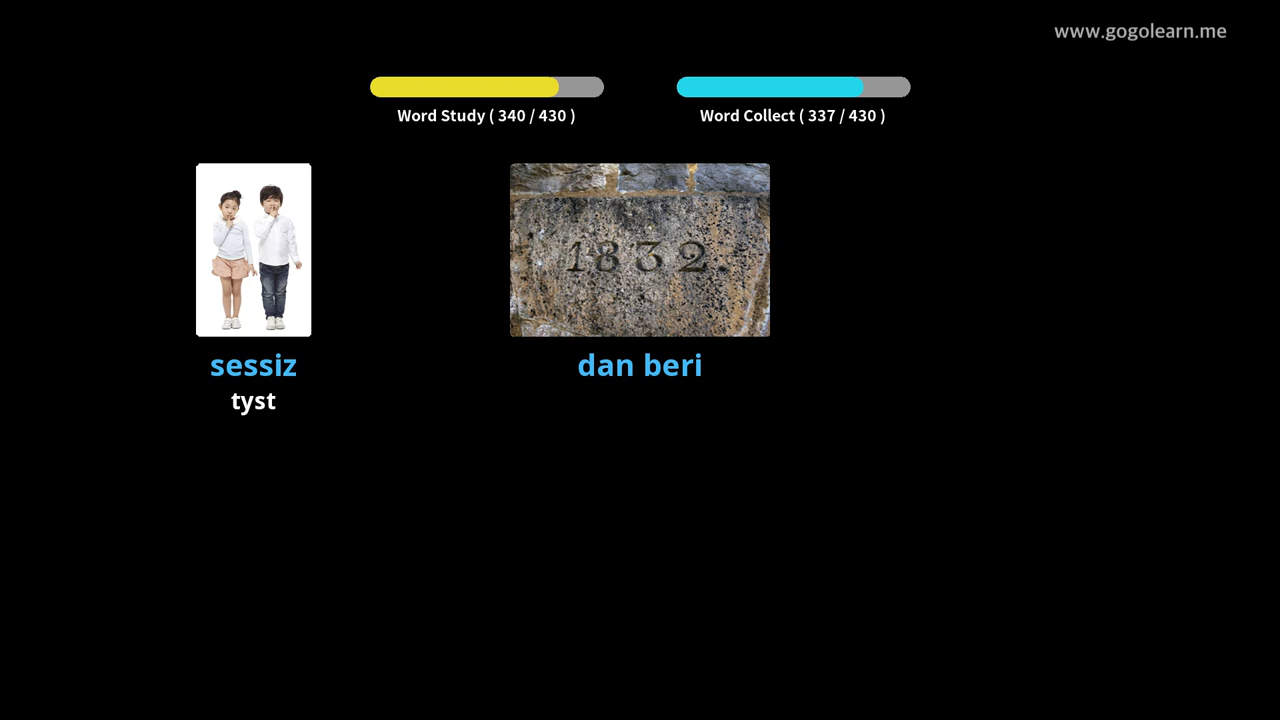 www.gogolearn.me
Word Study ( 340 / 430 )
Word Collect ( 337 / 430 )
1832
sessiz
dan beri
tyst